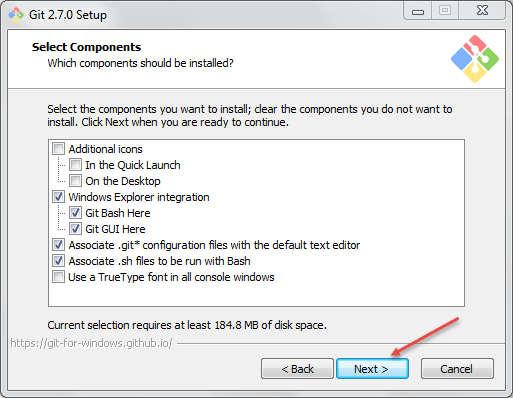 Git 2.7.0 Setup
Select Components
Which components should be installed?
Select the components you want to install; clear the components you do not want to
install. Click Next when you are ready to continue.
Additional icons
In the Quick Launch
On the Desktop
Windows Explorer integration
Git Bash Here
Git GUI Here
Associate .git* configuration files with the default text editor
Associate .sh files to be run with Bash
Use a TrueType font in all console windows
Current selection requires at least 184.8 MB of disk space.
https://git-for-windows.github.io/
< Back
Next >
Cancel